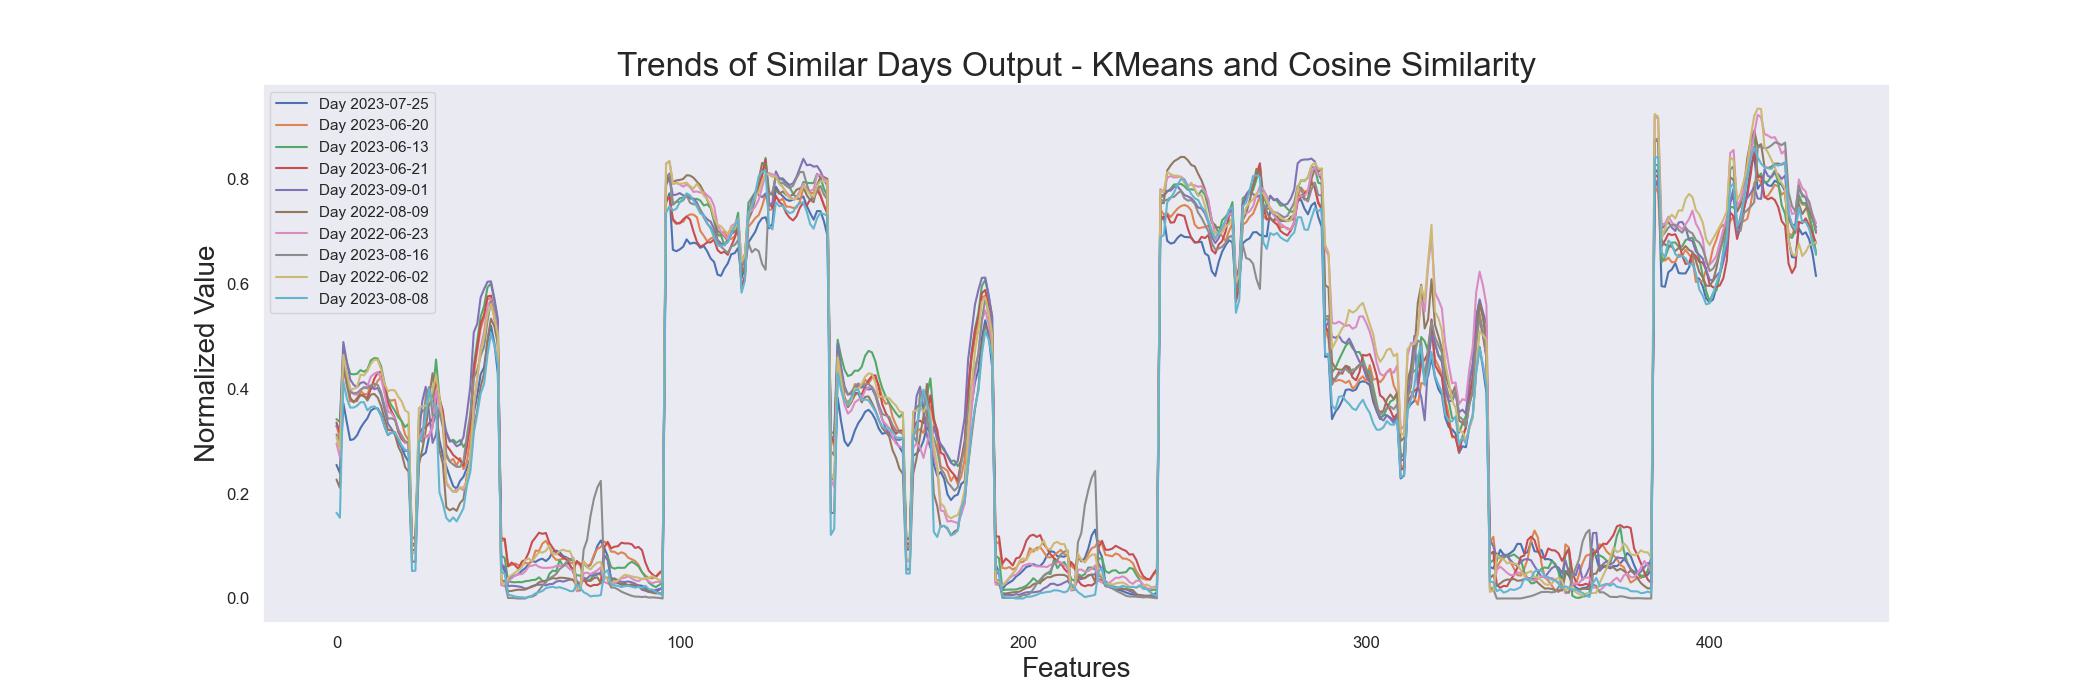 Trends of Similar Days Output - KMeans and Cosine Similarity
Day 2023-07-25
Day 2023-06-20
Day 2023-06-13
Day 2023-06-21
Day 2023-09-01
Day 2022-08-09
Day 2022-06-23
Day 2023-08-16
Day 2022-06-02
Day 2023-08-08
Normalized Value
0.8
0.6
0.4
0.2
0.0
0
100
200
300
400
Features